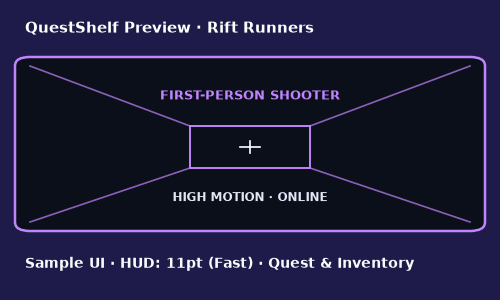 QuestShelf Preview · Rift Runners
FIRST-PERSON SHOOTER
HIGH MOTION · ONLINE
Sample UI · HUD: 11pt (Fast) · Quest & Inventory